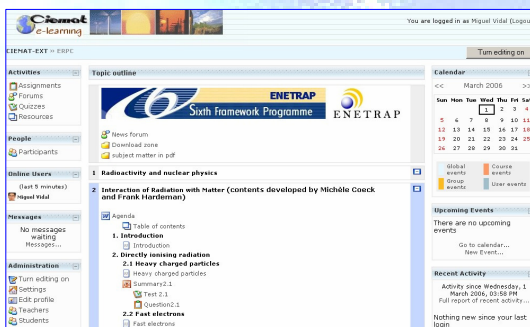 Ciemat
e-learning
You are logged in as Miguel Vidal (Logou
CIEMAT-EXT » ERPC
Turn editing on
Activities
Assignments
Forums
Quizzes
Resources
People
Participants
Online Users
(last 5 minutes)
Miguel Vidal
Messages
No messages
waiting
Messages...
Administration
Turn editing on
Settings
Edit profile
Teachers
Students
Topic outline
ENETRAP
Sixth Framework Programme
ENETRAP
News forum
Download zone
subject matter in pdf
1 Radioactivity and nuclear physics
2 Interaction of Radiation with Matter (contents developed by Michèle Coeck
and Frank Hardeman)
Agenda
Table of contents
1. Introduction
Introduction
2. Directly ionising radiation
2.1 Heavy charged particles
Heavy charged particles
Summary2.1
Test 2.1
Question2.1
2.2 Fast electrons
Fast electrons
Calendar
<< March 2006 >>
Sun Mon Tue Wed Thu Fri Sat
1 2 3 4
5 6 7 8 9 10 11
12 13 14 15 16 17 18
19 20 21 22 23 24 25
26 27 28 29 30 31
Global events Course events
Group events User events
Upcoming Events
There are no upcoming
events
Go to calendar...
New Event...
Recent Activity
Activity since Wednesday, 1
March 2006, 03:58 PM
Full report of recent activity...
Nothing new since your last
login